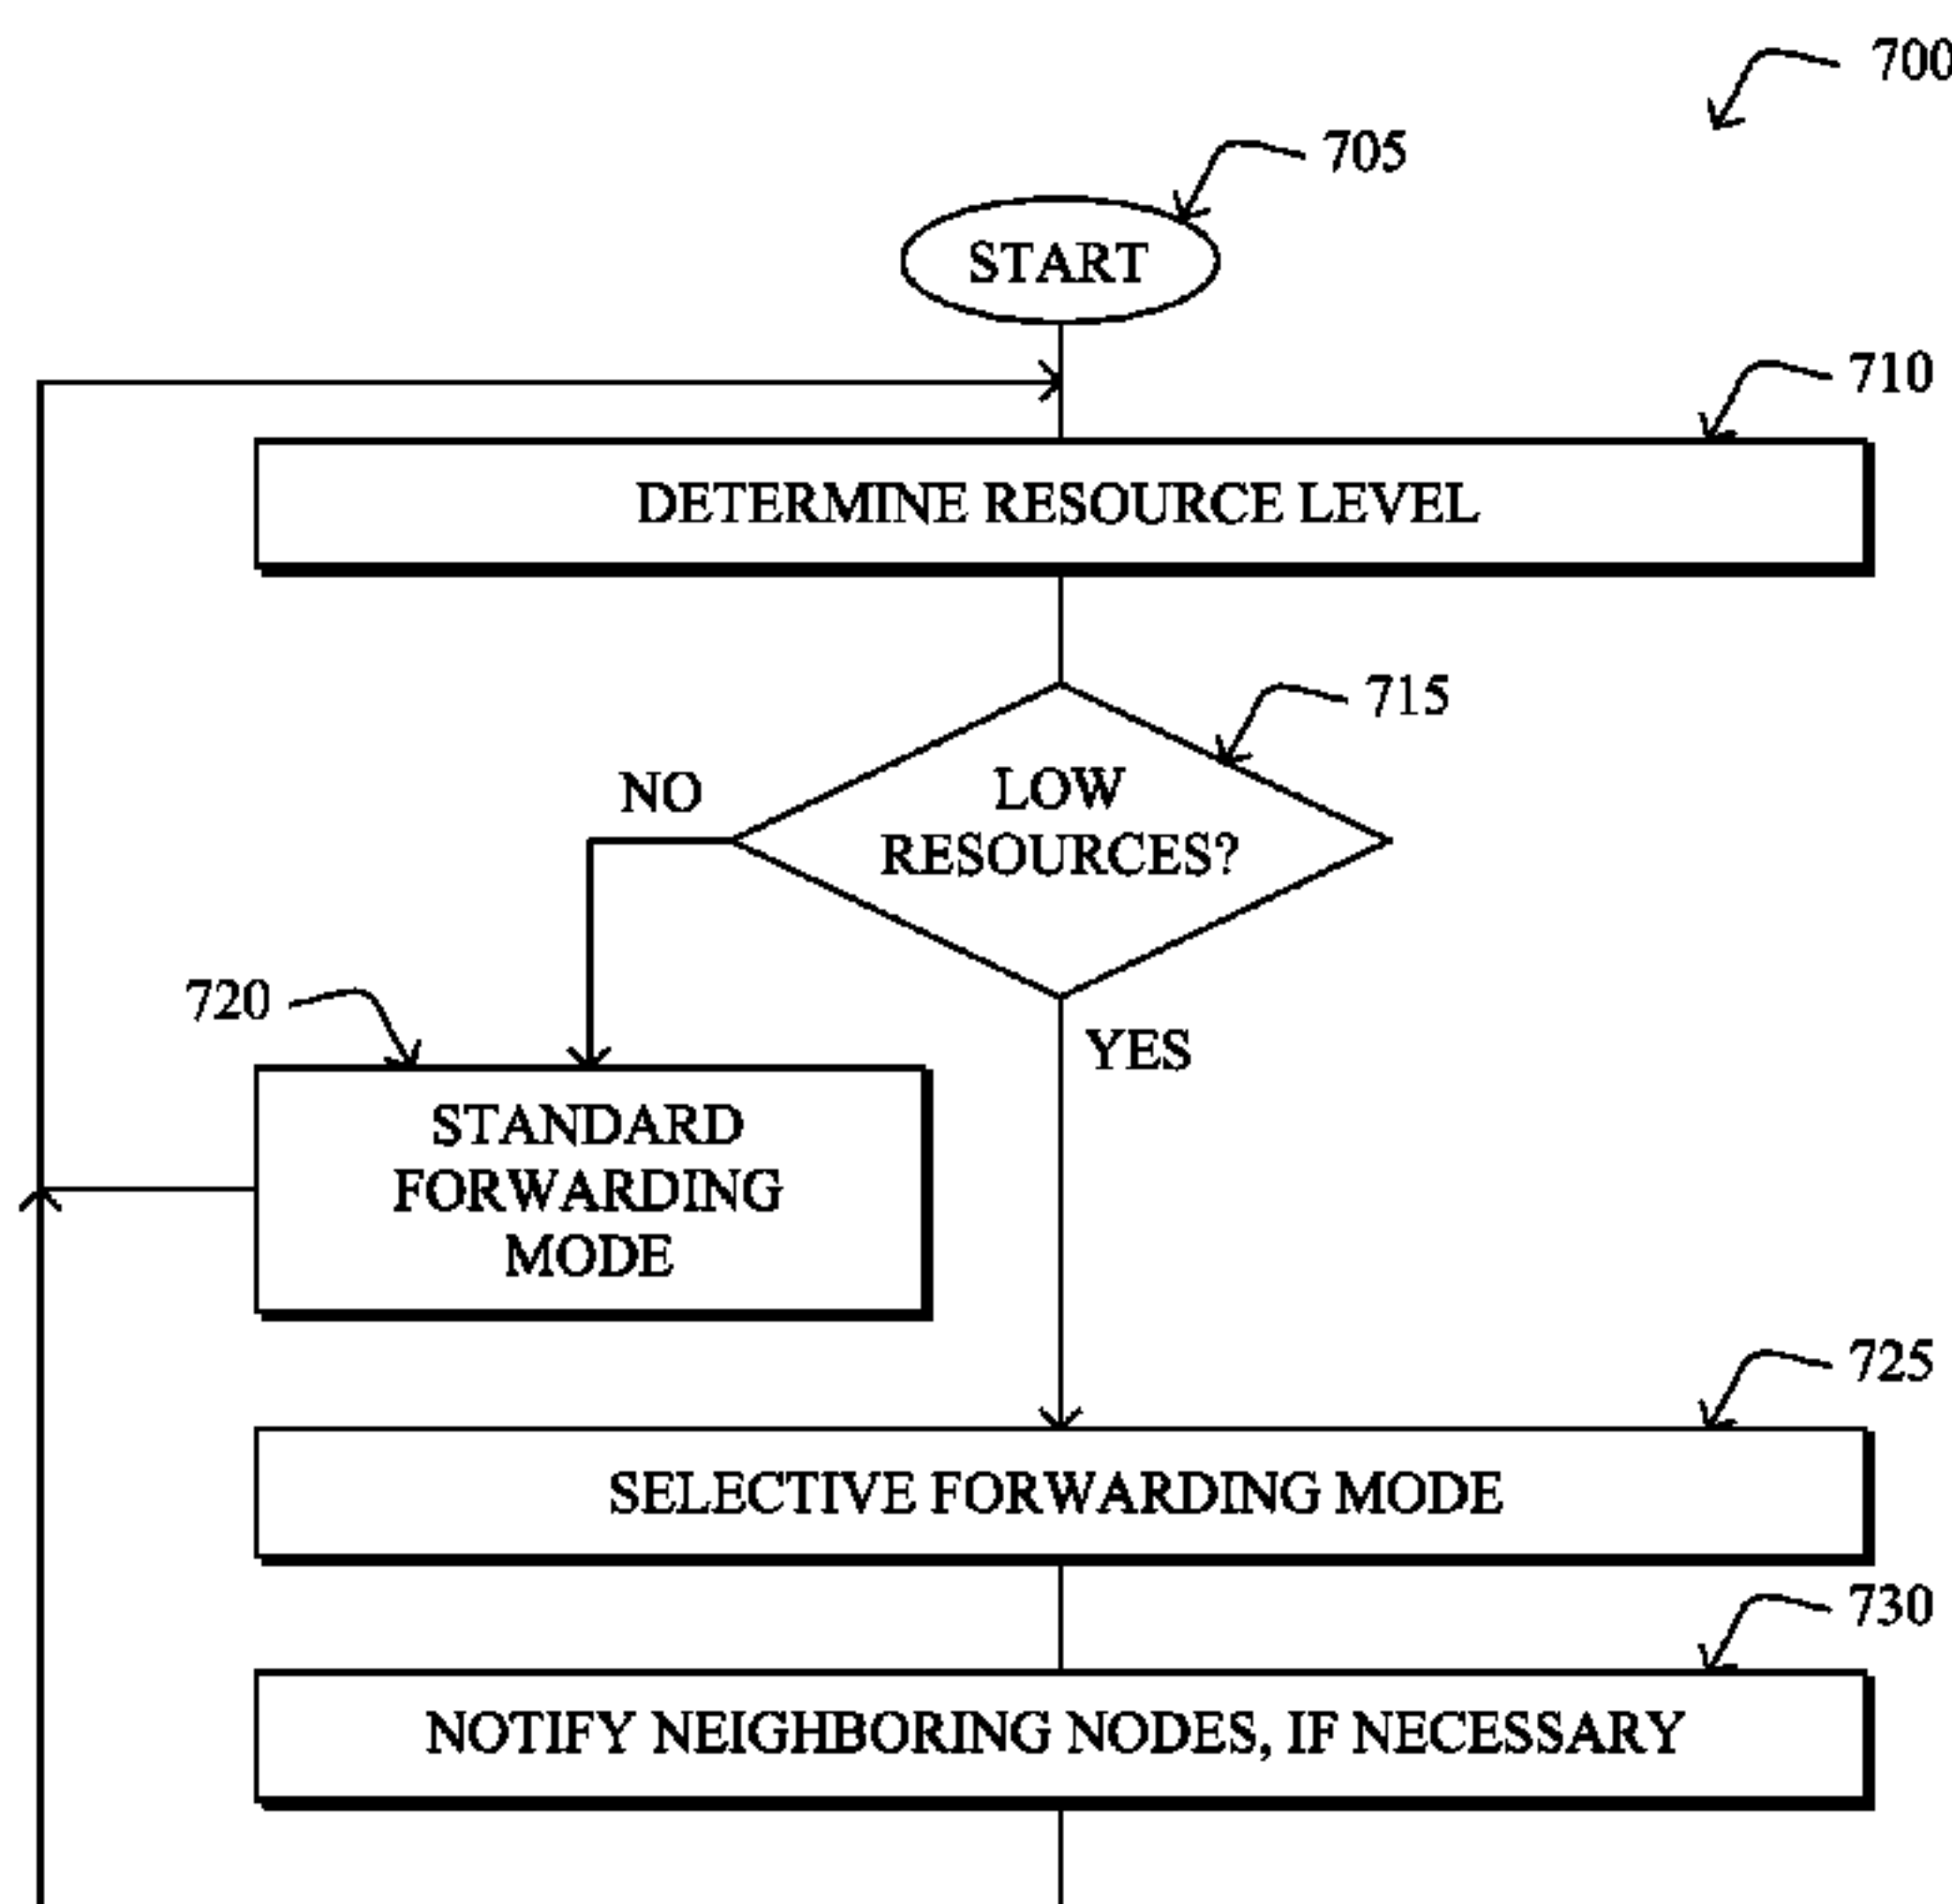 700
705
START
710
DETERMINE RESOURCE LEVEL
715
LOW
RESOURCES?
NO
720
YES
STANDARD
FORWARDING
MODE
725
SELECTIVE FORWARDING MODE
730
NOTIFY NEIGHBORING NODES, IF NECESSARY